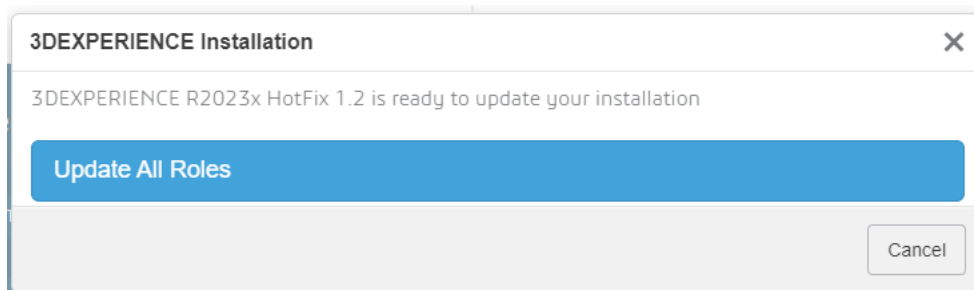 3DEXPERIENCE Installation
3DEXPERIENCE R2023x HotFix 1.2 is ready to update your installation
Update All Roles
Cancel